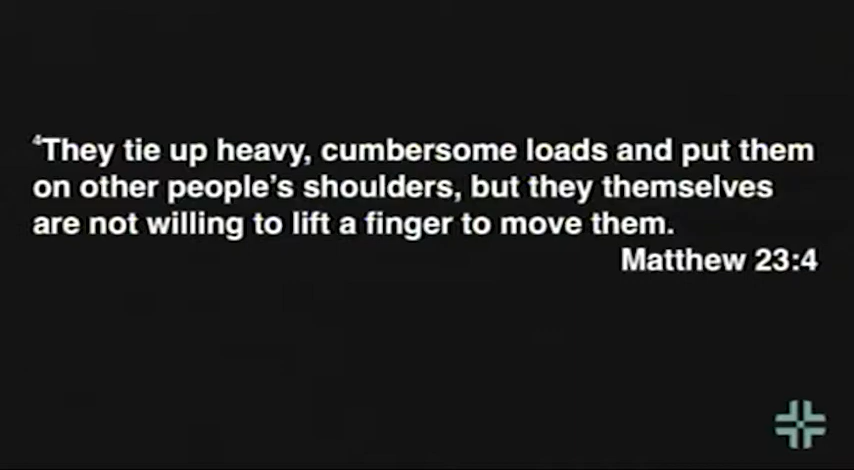 ⁴They tie up heavy, cumbersome loads and put them
on other people’s shoulders, but they themselves
are not willing to lift a finger to move them.
Matthew 23:4